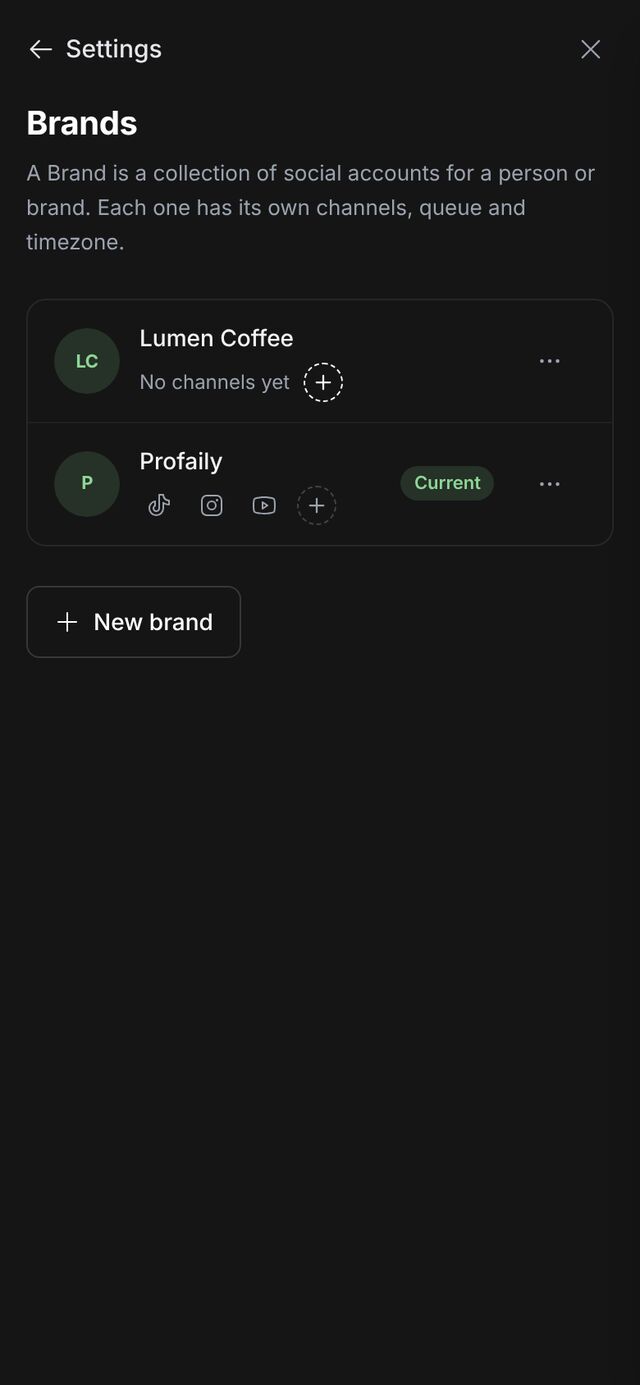 Settings
Brands
A Brand is a collection of social accounts for a person or
brand. Each one has its own channels, queue and
timezone.
LC
Lumen Coffee
No channels yet
P
Profaily
Current
New brand